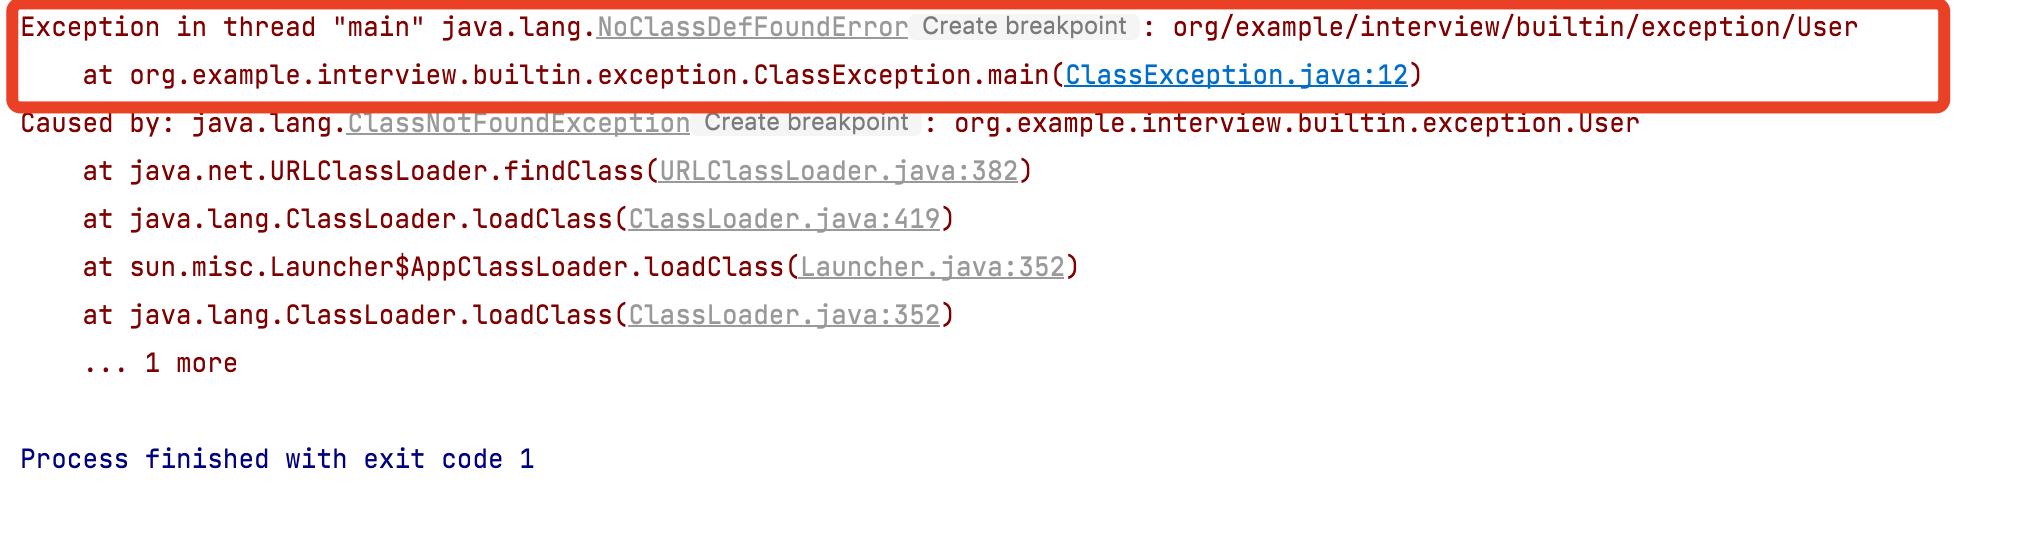 Exception in thread "main" java.lang.NoClassDefFoundError Create breakpoint : org/example/interview/builtin/exception/User
    at org.example.interview.builtin.exception.ClassException.main(ClassException.java:12)
Caused by: java.lang.ClassNotFoundException Create breakpoint : org.example.interview.builtin.exception.User
    at java.net.URLClassLoader.findClass(URLClassLoader.java:382)
    at java.lang.ClassLoader.loadClass(ClassLoader.java:419)
    at sun.misc.Launcher$AppClassLoader.loadClass(Launcher.java:352)
    at java.lang.ClassLoader.loadClass(ClassLoader.java:352)
    ... 1 more
Process finished with exit code 1